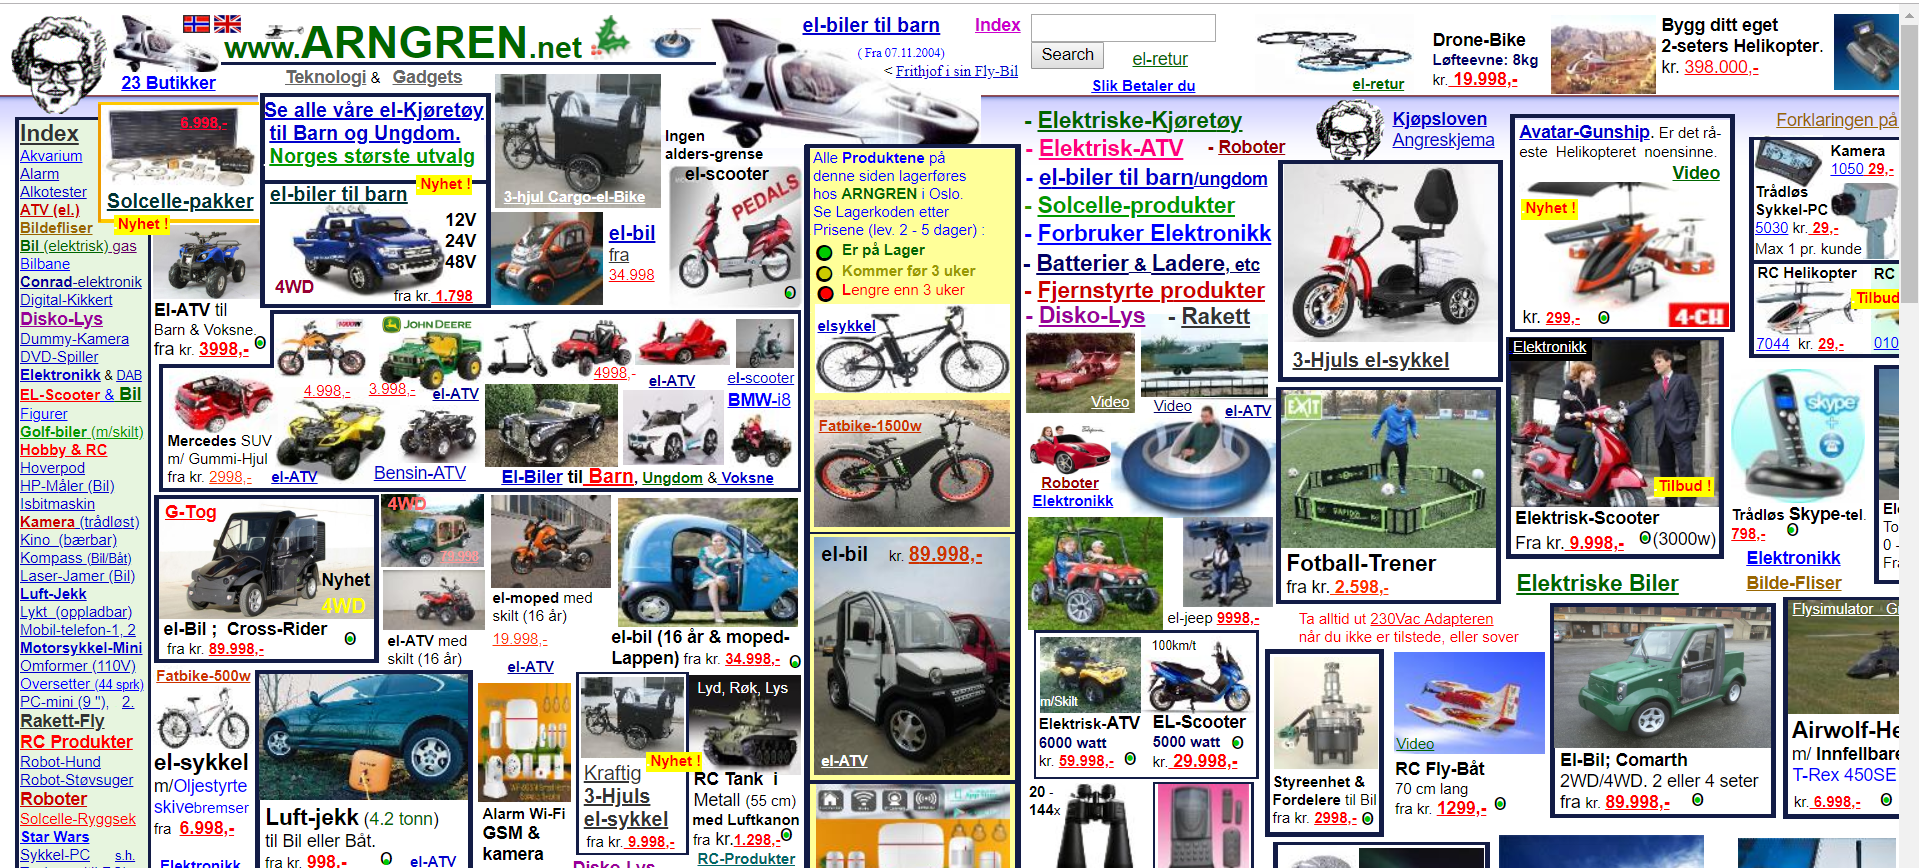 www.ARNGREN.net
23 Butikker
Teknologi & Gadgets
el-biler til barn
Index
( Fra 07.11.2004)
< Frithjof i sin Fly-Bil
Search
el-retur
Slik Betaler du
el-retur
Drone-Bike
Løfteevne: 8kg
kr. 19.998,-
Bygg ditt eget
2-seters Helikopter.
kr. 398.000,-
Index
Akvarium
Alarm
Alkotester
ATV (el.)
Bildefliser
Bil (elektrisk) gas
Bilbane
Conrad-elektronik
Digital-Kikkert
Disko-Lys
Dummy-Kamera
DVD-Spiller
Elektronikk & DAB
EL-Scooter & Bil
Figurer
Golf-biler (m/skilt)
Hobby & RC
Hoverpod
HP-Måler (Bil)
Isbitmaskin
Kamera (trådløst)
Kino (bærbar)
Kompass (Bil/Båt)
Laser-Jamer (Bil)
Luft-Jekk
Lykt (oppladbar)
Mobil-telefon-1, 2
Motorsykkel-Mini
Omformer (110V)
Oversetter (44 sprk)
PC-mini (9 "), 2.
Rakett-Fly
RC Produkter
Robot-Hund
Robot-Støvsuger
Roboter
Solcelle-Ryggsek
Star Wars
Sykkel-PC s.h.
6.998,-
Solcelle-pakker
Nyhet !
Se alle våre el-Kjøretøy
til Barn og Ungdom.
Norges største utvalg
el-biler til barn
Nyhet !
12V
24V
48V
4WD
fra kr. 1.798
3-hjul Cargo-el-Bike
el-bil
fra
34.998
Ingen
alders-grense
el-scooter
PEDALS
El-ATV til
Barn & Voksne.
fra kr. 3998,-
1000W
JOHN DEERE
4.998,-
3.998,-
el-ATV
4998,-
el-ATV
el-scooter
BMW-i8
Mercedes SUV
m/ Gummi-Hjul
fra kr. 2998,-
el-ATV
Bensin-ATV
El-Biler til Barn, Ungdom & Voksne
G-Tog
Nyhet
4WD
el-Bil ; Cross-Rider
fra kr. 89.998,-
4WD
79.998
el-ATV med
skilt (16 år)
el-moped med
skilt (16 år)
19.998,-
el-ATV
el-bil (16 år & moped-
Lappen) fra kr. 34.998,-
Fatbike-500w
el-sykkel
m/Oljestyrte
skivebremser
fra 6.998,-
Elektronikk
Luft-jekk (4.2 tonn)
til Bil eller Båt.
fra kr. 998,-
el-ATV
Alarm Wi-Fi
GSM &
kamera
Nyhet !
Kraftig
3-Hjuls
el-sykkel
fra kr. 9.998,-
Disko-Lys
Lyd, Røk, Lys
RC Tank i
Metall (55 cm)
med Luftkanon
fra kr.1.298,-
RC-Produkter
Alle Produktene på
denne siden lagerføres
hos ARNGREN i Oslo.
Se Lagerkoden etter
Prisene (lev. 2 - 5 dager) :
Er på Lager
Kommer før 3 uker
Lengre enn 3 uker
elsykkel
Fatbike-1500w
el-bil kr. 89.998,-
el-ATV
- Elektriske-Kjøretøy
- Elektrisk-ATV - Roboter
- el-biler til barn/ungdom
- Solcelle-produkter
- Forbruker Elektronikk
- Batterier & Ladere, etc
- Fjernstyrte produkter
- Disko-Lys - Rakett
Video
Video
el-ATV
Roboter
Elektronikk
el-jeep 9998,-
m/Skilt
Elektrisk-ATV
6000 watt
kr. 59.998,-
100km/t
EL-Scooter
5000 watt
kr. 29.998,-
20 -
144x
Kjøpsloven
Angreskjema
3-Hjuls el-sykkel
EXIT
RAPIDO
Fotball-Trener
fra kr. 2.598,-
Ta alltid ut 230Vac Adapteren
når du ikke er tilstede, eller sover
Styreenhet &
Fordelere til Bil
fra kr. 2998,-
Video
RC Fly-Båt
70 cm lang
fra kr. 1299,-
Avatar-Gunship. Er det rå-
este Helikopteret noensinne.
Video
Nyhet !
kr. 299,-
4-CH
Elektronikk
Tilbud !
Elektrisk-Scooter
Fra kr. 9.998,- (3000w)
Elektriske Biler
El-Bil; Comarth
2WD/4WD. 2 eller 4 seter
fra kr. 89.998,-
Forklaringen på
Kamera
1050 29,-
Trådløs
Sykkel-PC
5030 kr. 29,-
Max 1 pr. kunde
RC Helikopter
RC
Tilbud
7044 kr. 29,-
010
skype
Trådløs Skype-tel.
798,-
Elektronikk
Bilde-Fliser
El
To
0 -
Fra
Flysimulator G
Airwolf-He
m/ Innfellbare
T-Rex 450SE
kr. 6.998,-